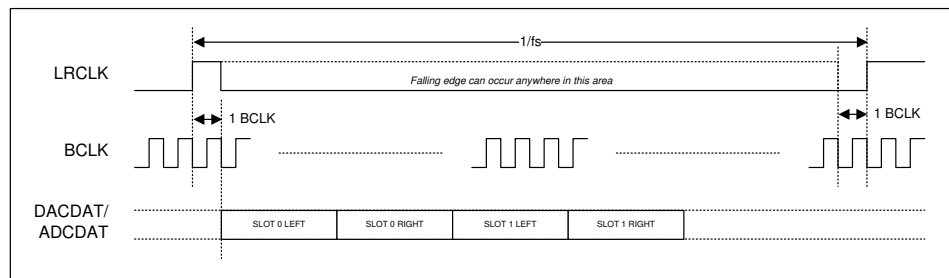 1/fs
LRCLK
Falling edge can occur anywhere in this area
1 BCLK
1 BCLK
BCLK
DACDAT/
ADCDAT
SLOT 0 LEFT
SLOT 0 RIGHT
SLOT 1 LEFT
SLOT 1 RIGHT